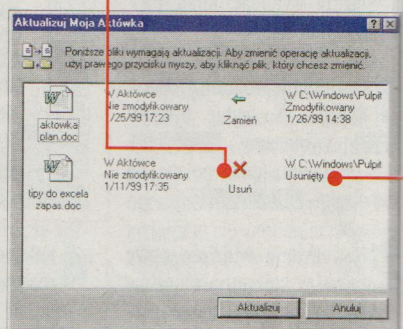 Aktualizuj Moja Aktówka
Poniższe pliki wymagają aktualizacji. Aby zmienić operację aktualizacji,
użyj prawego przycisku myszy, aby kliknąć plik, który chcesz zmienić.
aktowka
plan.doc
W Aktówce
Nie zmodyfikowany
/25/99 17:23
Zamień
W C:\Windows\Pulpit
Zmodyfikowany
1/26/99 14:38
tipy do excela
zapas.doc
W Aktówce
Nie zmodyfikowany
1/11/99 17:35
Usuń
W C:\Windows\Pulpit
Usunięty
Aktualizuj
Anuluj